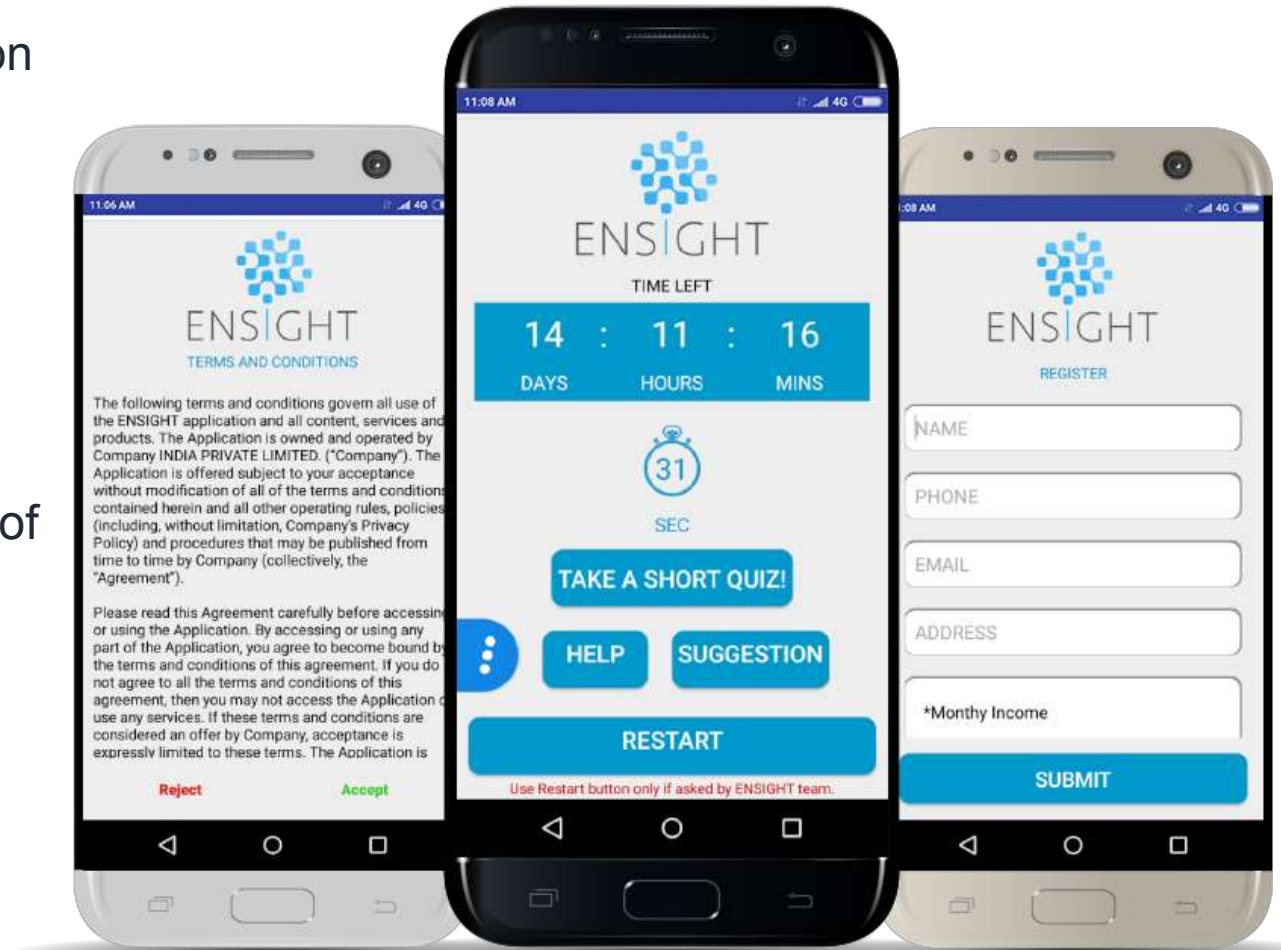 on
of
11:06 AM
4G
ENSIGHT
TERMS AND CONDITIONS
The following terms and conditions govern all use of
the ENSIGHT application and all content, services and
products. The Application is owned and operated by
Company INDIA PRIVATE LIMITED. ("Company"). The
Application is offered subject to your acceptance
without modification of all of the terms and conditions
contained herein and all other operating rules, policies
(including, without limitation, Company's Privacy
Policy) and procedures that may be published from
time to time by Company (collectively, the
"Agreement").
Please read this Agreement carefully before accessing
or using the Application. By accessing or using any
part of the Application, you agree to become bound by
the terms and conditions of this agreement. If you do
not agree to all the terms and conditions of this
agreement, then you may not access the Application o
use any services. If these terms and conditions are
considered an offer by Company, acceptance is
expressly limited to these terms. The Application is
Reject Accept
11:08 AM 4G
ENSIGHT
TIME LEFT
14 : 11 : 16
DAYS HOURS MINS
31
SEC
TAKE A SHORT QUIZ!
HELP SUGGESTION
RESTART
Use Restart button only if asked by ENSIGHT team.
:08 AM 4G
ENSIGHT
REGISTER
NAME
PHONE
EMAIL
ADDRESS
*Monthy Income
SUBMIT